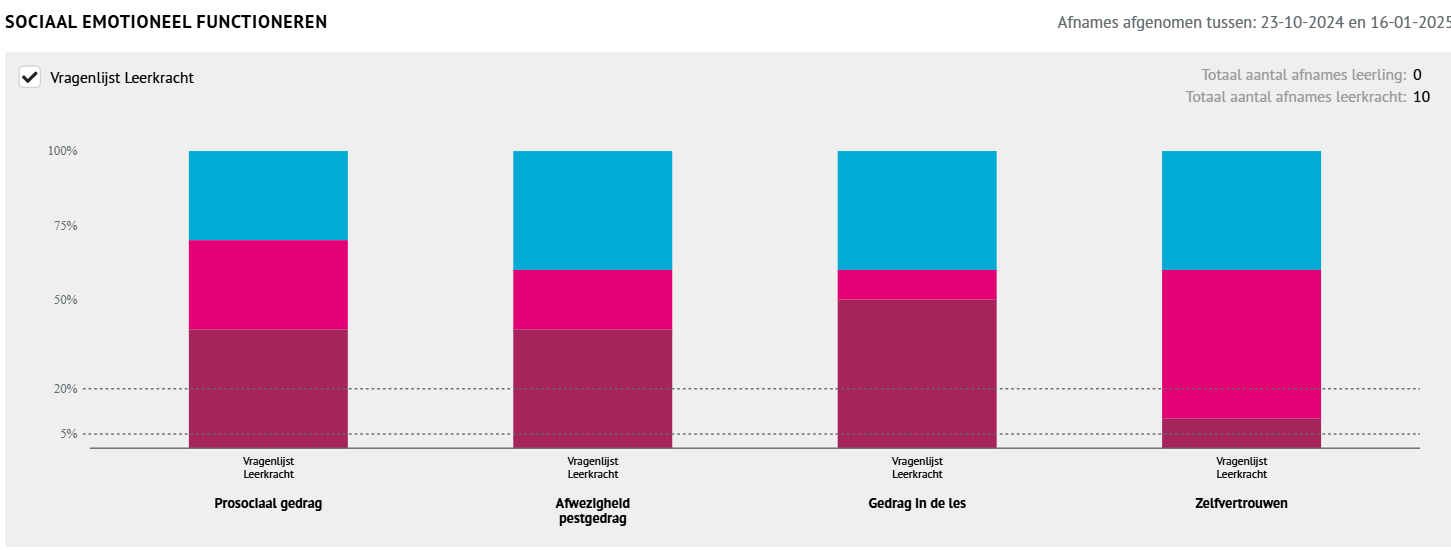 SOCIAAL EMOTIONEEL FUNCTIONEREN
Afnames afgenomen tussen: 23-10-2024 en 16-01-2025
Vragenlijst Leerkracht
Totaal aantal afnames leerling: 0
Totaal aantal afnames leerkracht: 10
100%
75%
50%
20%
5%
Vragenlijst
Leerkracht
Prosociaal gedrag
Vragenlijst
Leerkracht
Afwezigheid
pestgedrag
Vragenlijst
Leerkracht
Gedrag in de les
Vragenlijst
Leerkracht
Zelfvertrouwen